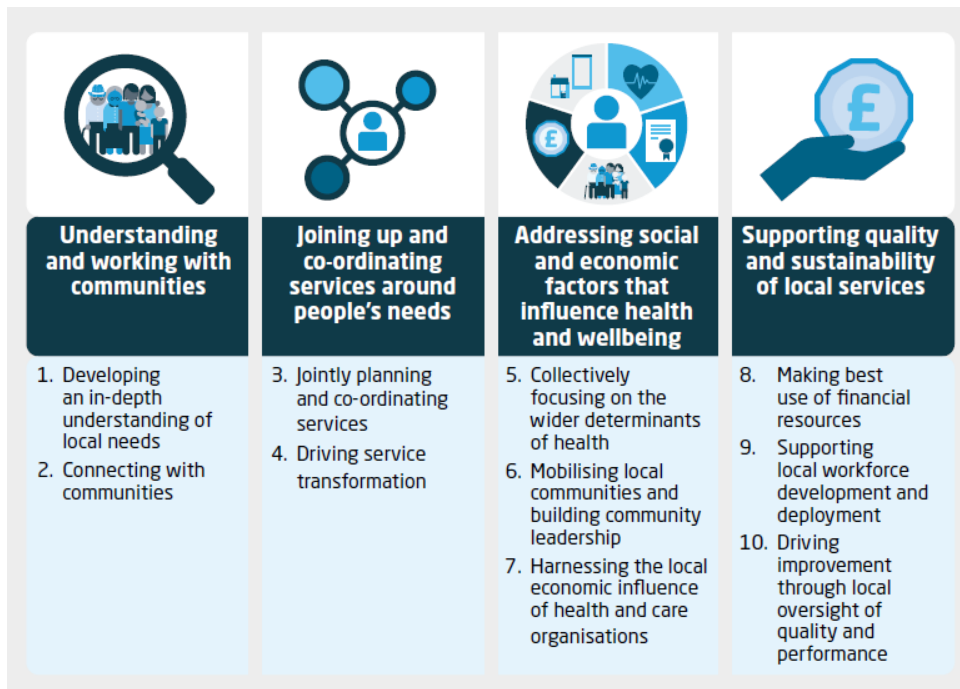 £
£
Understanding
and working with
communities
1. Developing
an in-depth
understanding of
local needs
2. Connecting with
communities
Joining up and
co-ordinating
services around
people's needs
3. Jointly planning
and co-ordinating
services
4. Driving service
transformation
Addressing social
and economic
factors that
influence health
and wellbeing
5. Collectively
focusing on the
wider determinants
of health
6. Mobilising local
communities and
building community
leadership
7. Harnessing the local
economic influence
of health and care
organisations
Supporting quality
and sustainability
of local services
8. Making best
use of financial
resources
9. Supporting
local workforce
development and
deployment
10. Driving
improvement
through local
oversight of
quality and
performance